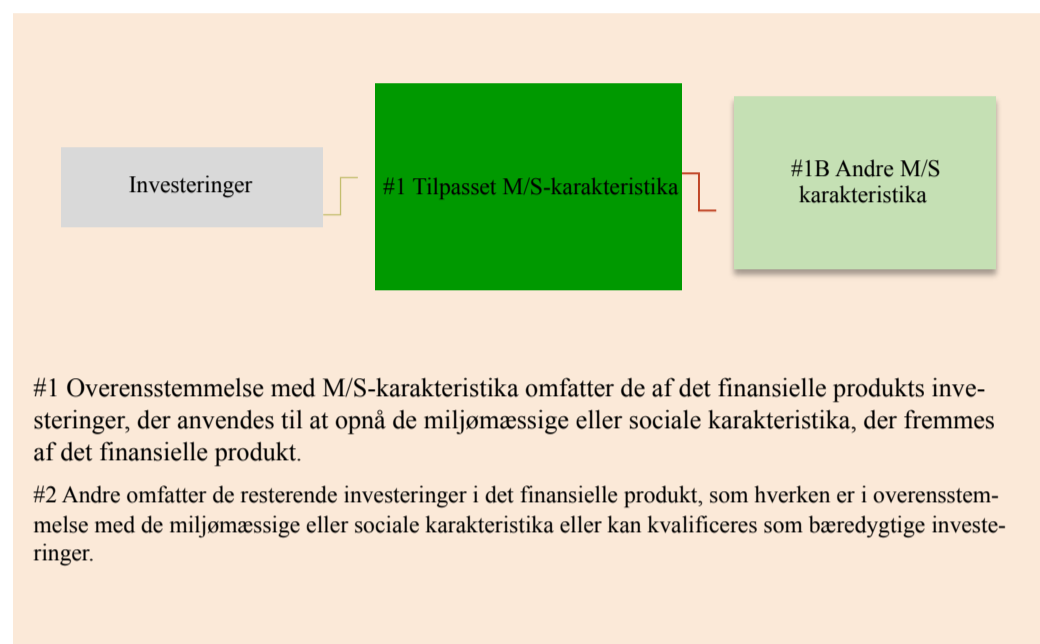 Investeringer
#1 Tilpasset M/S-karakteristika
#1B Andre M/S
karakteristika
#1 Overensstemmelse med M/S-karakteristika omfatter de af det finansielle produkts inve-
steringer, der anvendes til at opnå de miljømæssige eller sociale karakteristika, der fremmes
af det finansielle produkt.
#2 Andre omfatter de resterende investeringer i det finansielle produkt, som hverken er i overensstem-
melse med de miljømæssige eller sociale karakteristika eller kan kvalificeres som bæredygtige investe-
ringer.